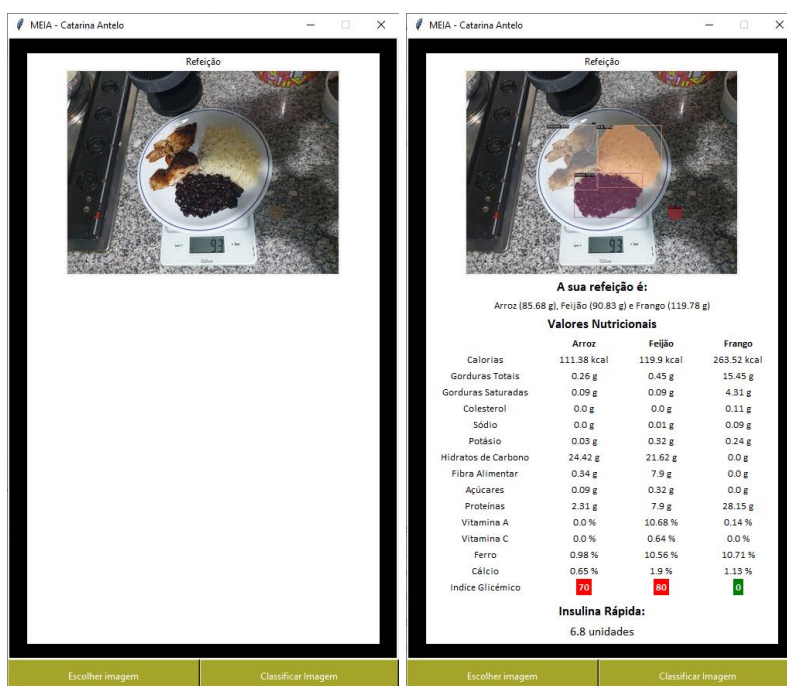 MEIA - Catarina Antelo
Refeição
93
Escolher imagem Classificar Imagem
MEIA - Catarina Antelo
Refeição
93
A sua refeição é:
Arroz (85.68 g), Feijão (90.83 g) e Frango (119.78 g)
Valores Nutricionais
Arroz Feijão Frango
Calorias 111.38 kcal 119.9 kcal 263.52 kcal
Gorduras Totais 0.26 g 0.45 g 15.45 g
Gorduras Saturadas 0.09 g 0.09 g 4.31 g
Colesterol 0.0 g 0.0 g 0.11 g
Sódio 0.0 g 0.01 g 0.09 g
Potásio 0.03 g 0.32 g 0.24 g
Hidratos de Carbono 24.42 g 21.62 g 0.0 g
Fibra Alimentar 0.34 g 7.9 g 0.0 g
Açúcares 0.09 g 0.32 g 0.0 g
Proteínas 2.31 g 7.9 g 28.15 g
Vitamina A 0.0 % 10.68 % 0.14 %
Vitamina C 0.0 % 0.64 % 0.0 %
Ferro 0.98 % 10.56 % 10.71 %
Cálcio 0.65 % 1.9 % 1.13 %
Indíce Glicémico 70 80 0
Insulina Rápida:
6.8 unidades
Escolher imagem Classificar Imagem